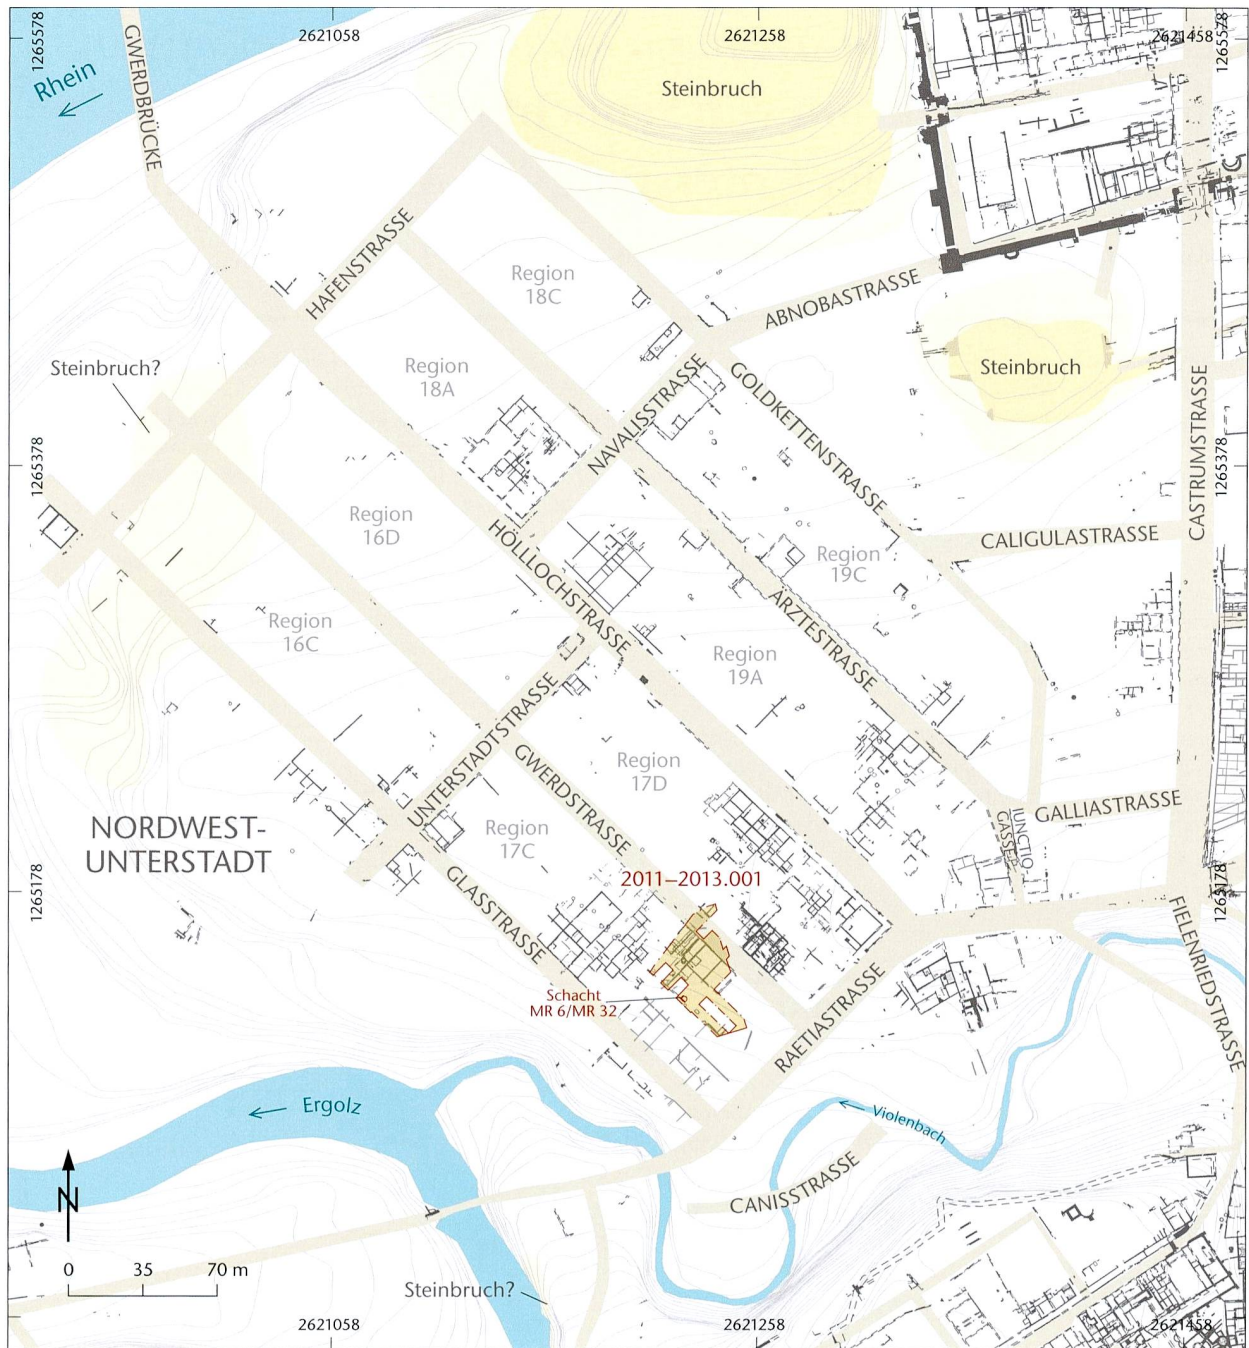 1265578
2621058
2621258
2621458
1265578
GWERDBRÜCKE
Rhein
Steinbruch
HAFENSTRASSE
Region
18C
ABNOBASTRASSE
Steinbruch?
Region
18A
Steinbruch
NAVALISSTRASSE
GOLDKETTENSTRASSE
CASTRUMSTRASSE
1265378
1265378
Region
16D
HÖLLLOCHSTRASSE
CALIGULASTRASSE
Region
19C
ÄRZTESTRASSE
Region
16C
Region
19A
UNTERSTADTSTRASSE
GWERDSTRASSE
Region
17D
NORDWEST-
UNTERSTADT
Region
17C
JUNCTIO
GASSE
GALLIASTRASSE
2011–2013.001
1265178
1265178
GLASSTRASSE
FIELENRIEDSTRASSE
Schacht
MR 6/MR 32
RAETIASTRASSE
Ergolz
Violenbach
CANISSTRASSE
N
0 35 70 m
Steinbruch?
2621058
2621258
2621458